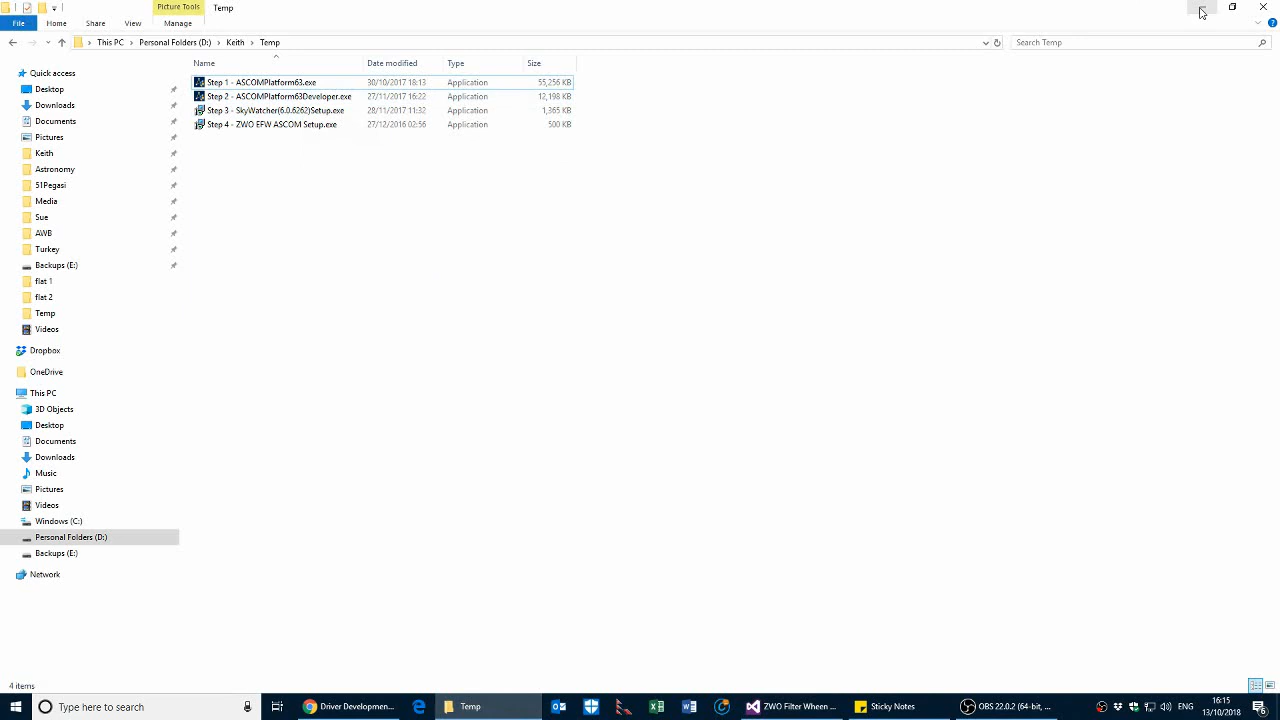 Picture Tools
Temp
File
Home
Share
View
Manage
This PC
Personal Folders (D:)
Keith
Temp
Search Temp
Name
Date modified
Type
Size
Step 1 - ASCOMPlatform63.exe 30/10/2017 18:13 Application 55,256 KB
Step 2 - ASCOMPlatform63Developer.exe 27/11/2017 16:22 Application 12,198 KB
Step 3 - SkyWatcher(6.0.6262)Setup.exe 28/11/2017 11:32 Application 1,365 KB
Step 4 - ZWO EFW ASCOM Setup.exe 27/12/2016 02:56 Application 500 KB
Quick access
Desktop
Downloads
Documents
Pictures
Keith
Astronomy
51Pegasi
Media
Sue
AWB
Turkey
Backups (E:)
flat 1
flat 2
Temp
Videos
Dropbox
OneDrive
This PC
3D Objects
Desktop
Documents
Downloads
Music
Pictures
Videos
Windows (C:)
Personal Folders (D:)
Backups (E:)
Network
4 items
Type here to search
Driver Developmen...
Temp
ZWO Filter Wheen ...
Sticky Notes
OBS 22.0.2 (64-bit, ...
ENG
16:15
13/10/2018
6